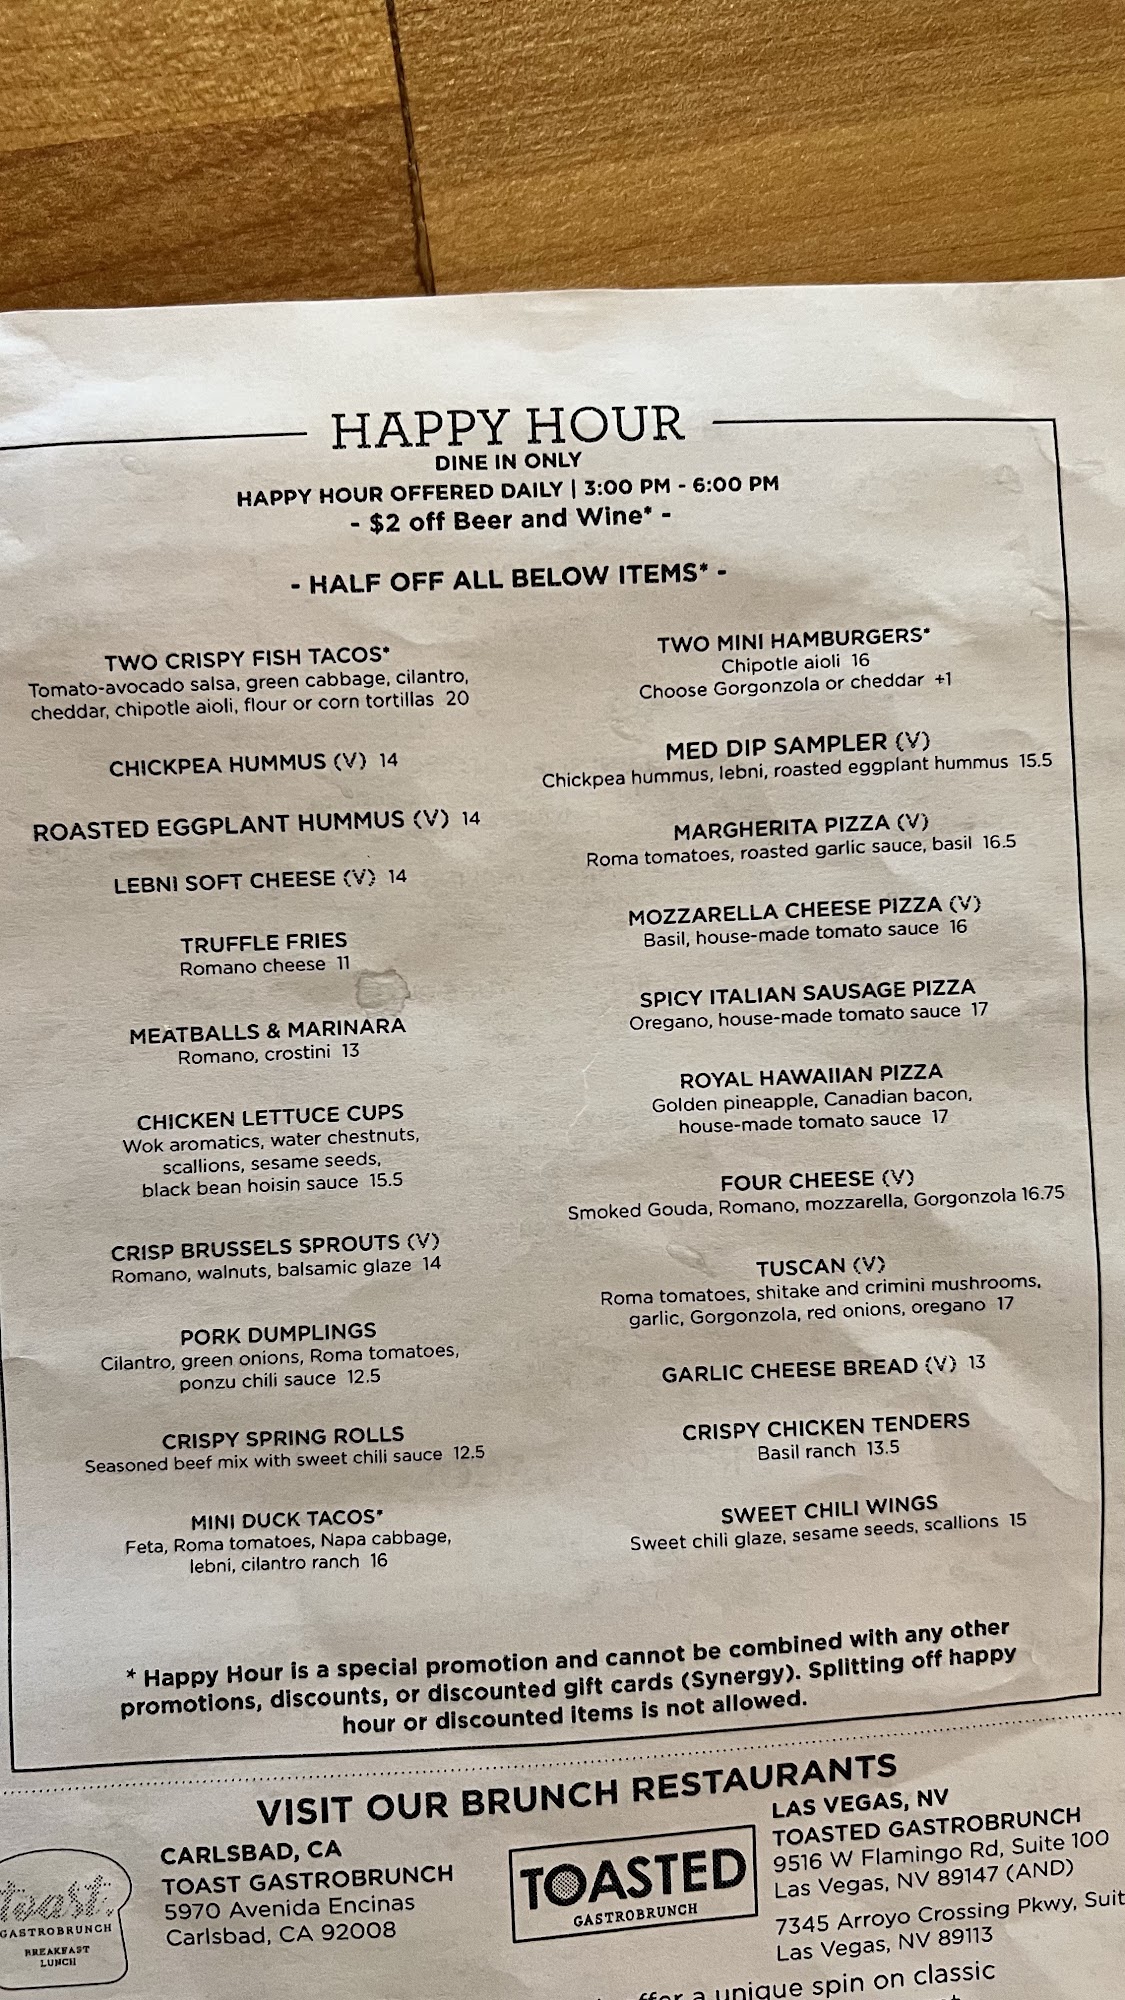 HAPPY HOUR
DINE IN ONLY
HAPPY HOUR OFFERED DAILY | 3:00 PM - 6:00 PM
- $2 off Beer and Wine* -
- HALF OFF ALL BELOW ITEMS* -
TWO CRISPY FISH TACOS*
Tomato-avocado salsa, green cabbage, cilantro,
cheddar, chipotle aioli, flour or corn tortillas 20
CHICKPEA HUMMUS (V) 14
ROASTED EGGPLANT HUMMUS (V) 14
LEBNI SOFT CHEESE (V) 14
TRUFFLE FRIES
Romano cheese 11
MEATBALLS & MARINARA
Romano, crostini 13
CHICKEN LETTUCE CUPS
Wok aromatics, water chestnuts,
scallions, sesame seeds,
black bean hoisin sauce 15.5
CRISP BRUSSELS SPROUTS (V)
Romano, walnuts, balsamic glaze 14
PORK DUMPLINGS
Cilantro, green onions, Roma tomatoes,
ponzu chili sauce 12.5
CRISPY SPRING ROLLS
Seasoned beef mix with sweet chili sauce 12.5
MINI DUCK TACOS*
Feta, Roma tomatoes, Napa cabbage,
lebni, cilantro ranch 16
TWO MINI HAMBURGERS*
Chipotle aioli 16
Choose Gorgonzola or cheddar +1
MED DIP SAMPLER (V)
Chickpea hummus, lebni, roasted eggplant hummus 15.5
MARGHERITA PIZZA (V)
Roma tomatoes, roasted garlic sauce, basil 16.5
MOZZARELLA CHEESE PIZZA (V)
Basil, house-made tomato sauce 16
SPICY ITALIAN SAUSAGE PIZZA
Oregano, house-made tomato sauce 17
ROYAL HAWAIIAN PIZZA
Golden pineapple, Canadian bacon,
house-made tomato sauce 17
FOUR CHEESE (V)
Smoked Gouda, Romano, mozzarella, Gorgonzola 16.75
TUSCAN (V)
Roma tomatoes, shitake and crimini mushrooms,
garlic, Gorgonzola, red onions, oregano 17
GARLIC CHEESE BREAD (V) 13
CRISPY CHICKEN TENDERS
Basil ranch 13.5
SWEET CHILI WINGS
Sweet chili glaze, sesame seeds, scallions 15
* Happy Hour is a special promotion and cannot be combined with any other
promotions, discounts, or discounted gift cards (Synergy). Splitting off happy
hour or discounted items is not allowed.
VISIT OUR BRUNCH RESTAURANTS
toast.
GASTROBRUNCH
BREAKFAST
LUNCH
CARLSBAD, CA
TOAST GASTROBRUNCH
5970 Avenida Encinas
Carlsbad, CA 92008
TOASTED
GASTROBRUNCH
LAS VEGAS, NV
TOASTED GASTROBRUNCH
9516 W Flamingo Rd, Suite 100
Las Vegas, NV 89147 (AND)
7345 Arroyo Crossing Pkwy, Suit
Las Vegas, NV 89113
a unique spin on classic